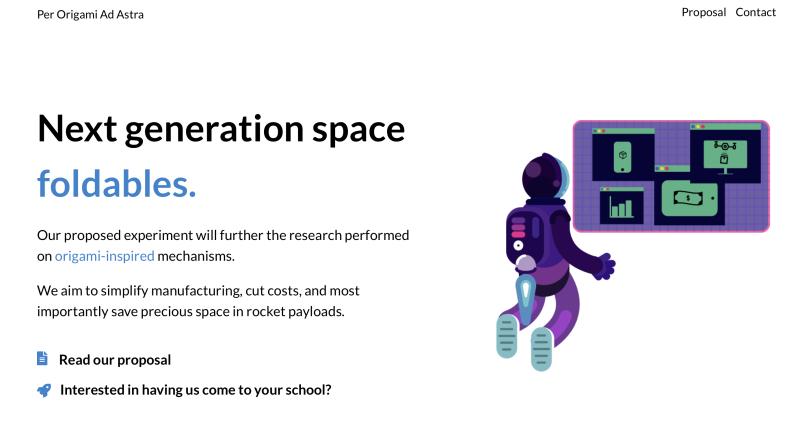 Per Origami Ad Astra
Proposal Contact
Next generation space
foldables.
Our proposed experiment will further the research performed
on origami-inspired mechanisms.
We aim to simplify manufacturing, cut costs, and most
importantly save precious space in rocket payloads.
Read our proposal
Interested in having us come to your school?
$